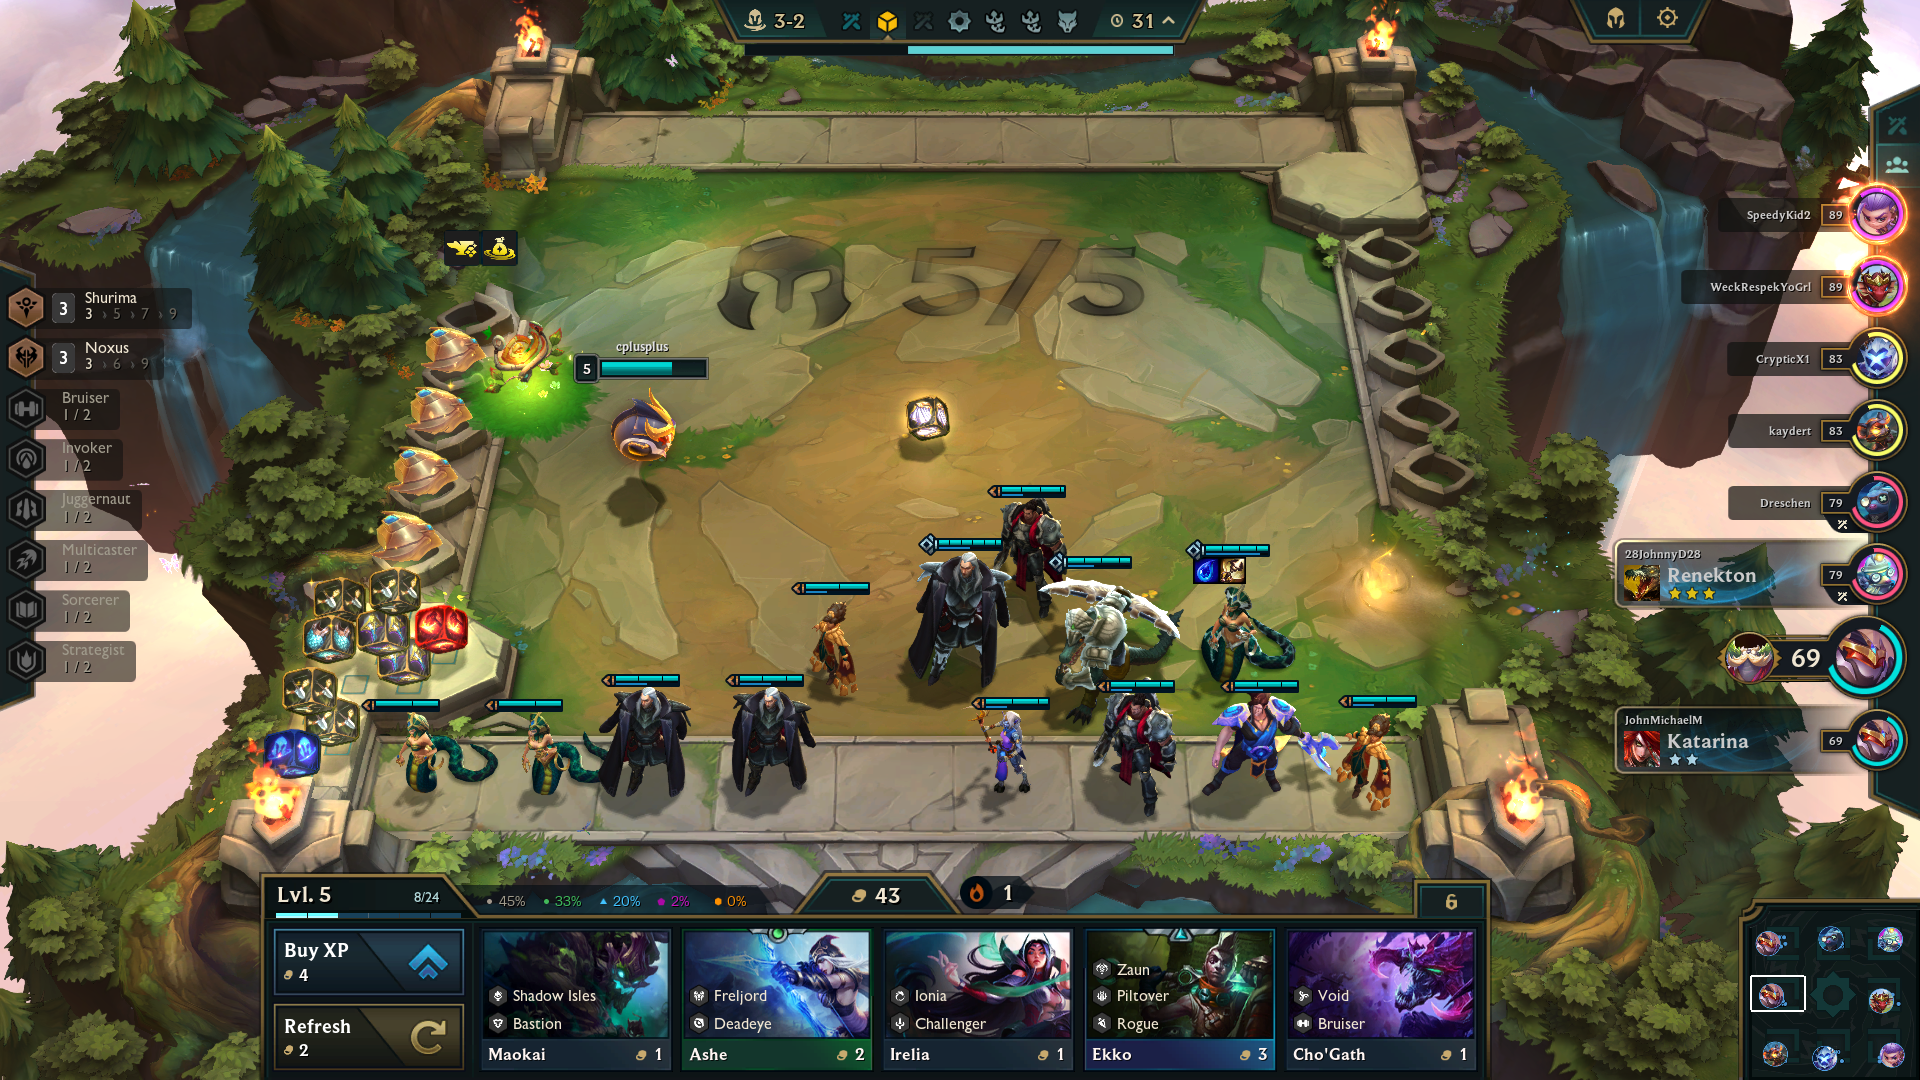 3-2
31
SpeedyKid2 89
WeckRespekYoGrl 89
CrypticX1 83
kaydert 83
Dreschen 79
28JohnnyD28
Renekton
79
69
JohnMichaelM
Katarina
69
3 Shurima
3 › 5 › 7 › 9
3 Noxus
3 › 6 › 9
Bruiser
1 / 2
Invoker
1 / 2
Juggernaut
1 / 2
Multicaster
1 / 2
Sorcerer
1 / 2
Strategist
1 / 2
5/5
cplusplus
5
Lvl. 5
8/24
45% 33% 20% 2% 0%
43
1
6
Buy XP
4
Refresh
2
Shadow Isles
Bastion
Maokai 1
Freljord
Deadeye
Ashe 2
Ionia
Challenger
Irelia 1
Zaun
Piltover
Rogue
Ekko 3
Void
Bruiser
Cho'Gath 1